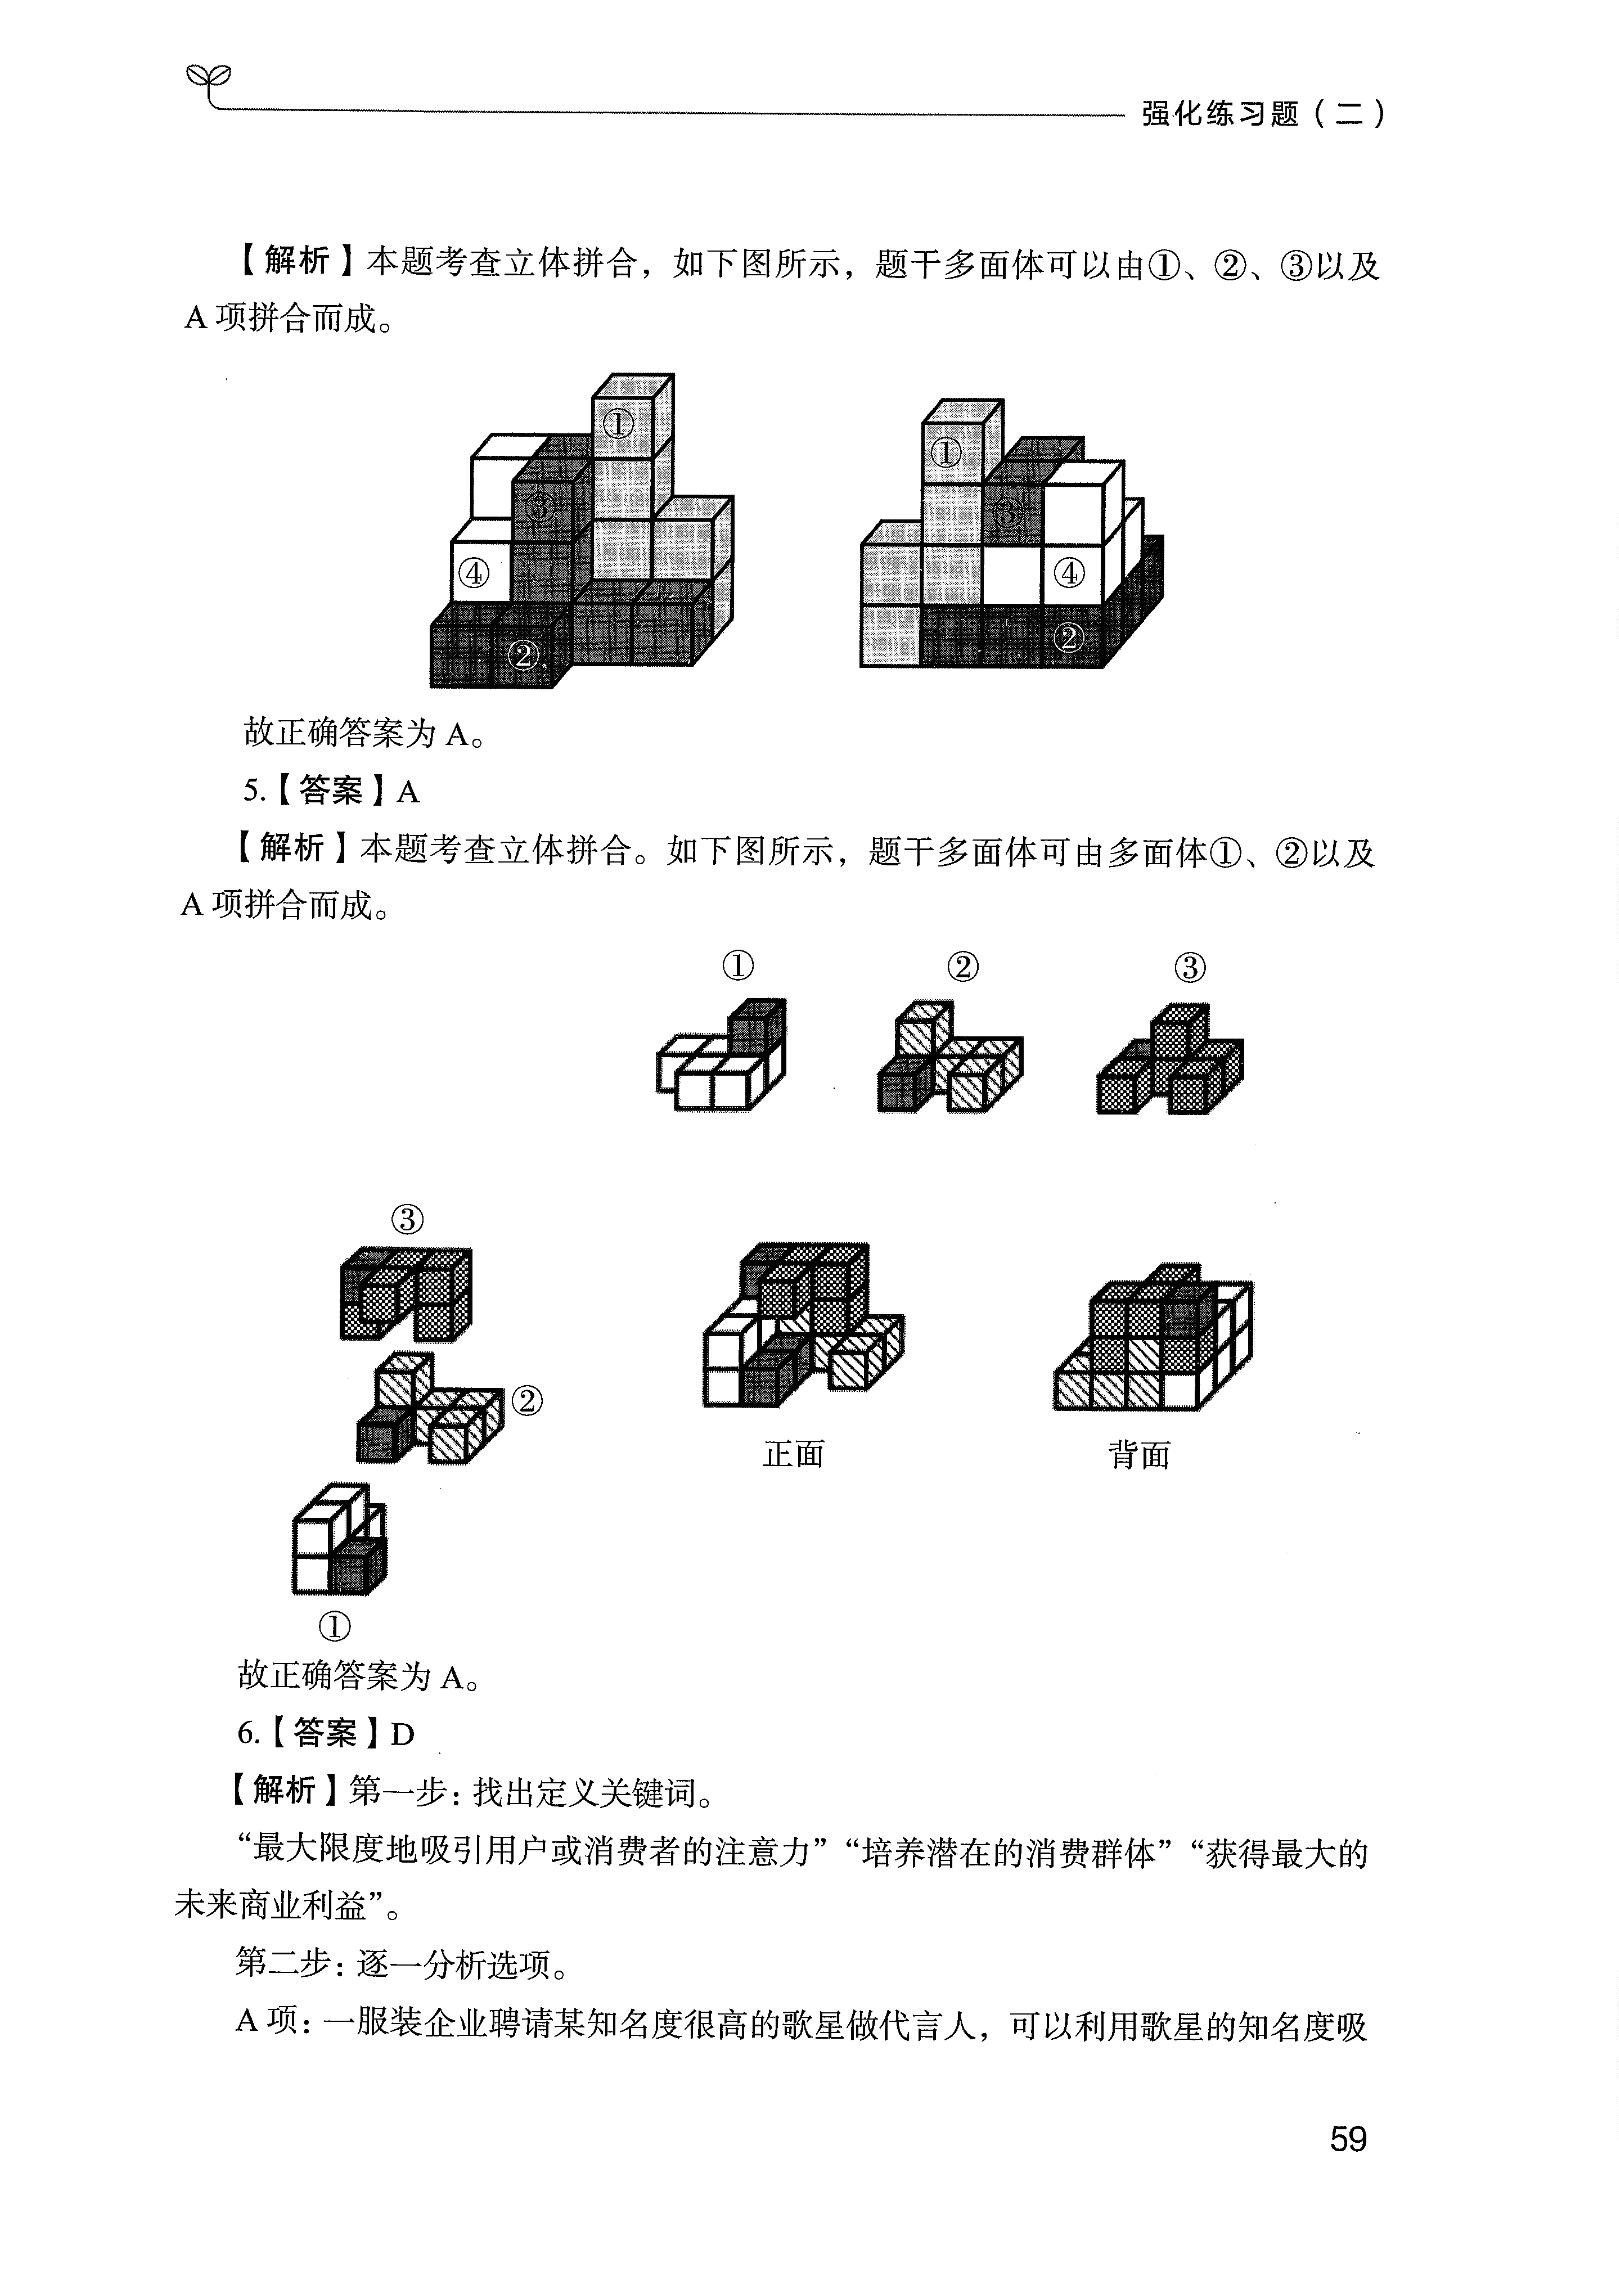 强化练习题(二)
【解析】本题考查立体拼合，如下图所示，题干多面体可以由①、②、③以及
A项拼合而成。
① ①
③ ③
④ ④
② ②
故正确答案为 A。
5.【答案】A
【解析】本题考查立体拼合。如下图所示，题干多面体可由多面体①、②以及
A项拼合而成。
① ② ③
③
②
正面 背面
①
故正确答案为 A。
6.【答案】D
【解析】第一步：找出定义关键词。
“最大限度地吸引用户或消费者的注意力”“培养潜在的消费群体”“获得最大的
未来商业利益”。
第二步：逐一分析选项。
A项：一服装企业聘请某知名度很高的歌星做代言人，可以利用歌星的知名度吸
59